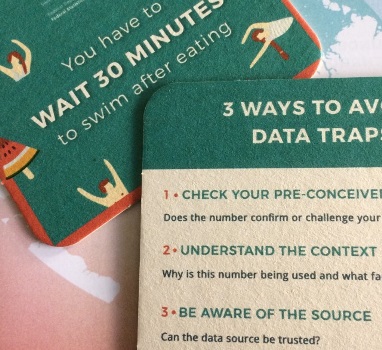 You have to
WAIT 30 MINUTES
to swim after eating
3 WAYS TO AV
DATA TRAP
1 • CHECK YOUR PRE-CONCEIVE
Does the number confirm or challenge your
2 • UNDERSTAND THE CONTEXT
Why is this number being used and what fa
3 • BE AWARE OF THE SOURCE
Can the data source be trusted?